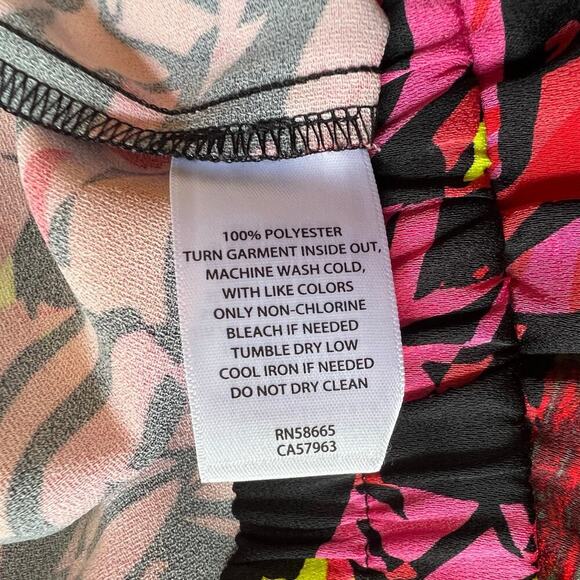 100% POLYESTER
TURN GARMENT INSIDE OUT,
MACHINE WASH COLD,
WITH LIKE COLORS
ONLY NON-CHLORINE
BLEACH IF NEEDED
TUMBLE DRY LOW
COOL IRON IF NEEDED
DO NOT DRY CLEAN
RN58665
CA57963